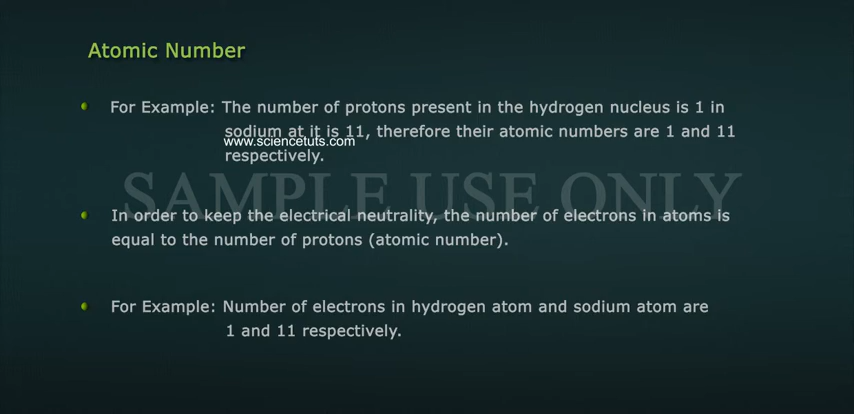 Atomic Number
For Example: The number of protons present in the hydrogen nucleus is 1 in
sodium at it is 11, therefore their atomic numbers are 1 and 11
www.sciencetuts.com
respectively.
SAMPLE USE ONLY
In order to keep the electrical neutrality, the number of electrons in atoms is
equal to the number of protons (atomic number).
For Example: Number of electrons in hydrogen atom and sodium atom are
1 and 11 respectively.